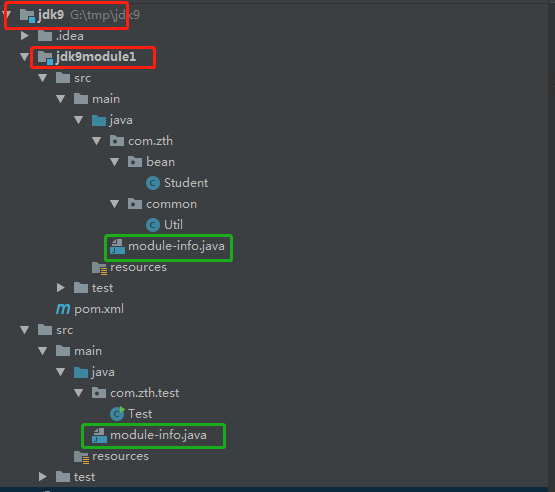 jdk9 G:\tmp\jdk9
.idea
jdk9module1
src
main
java
com.zth
bean
Student
common
Util
module-info.java
resources
test
pom.xml
src
main
java
com.zth.test
Test
module-info.java
resources
test